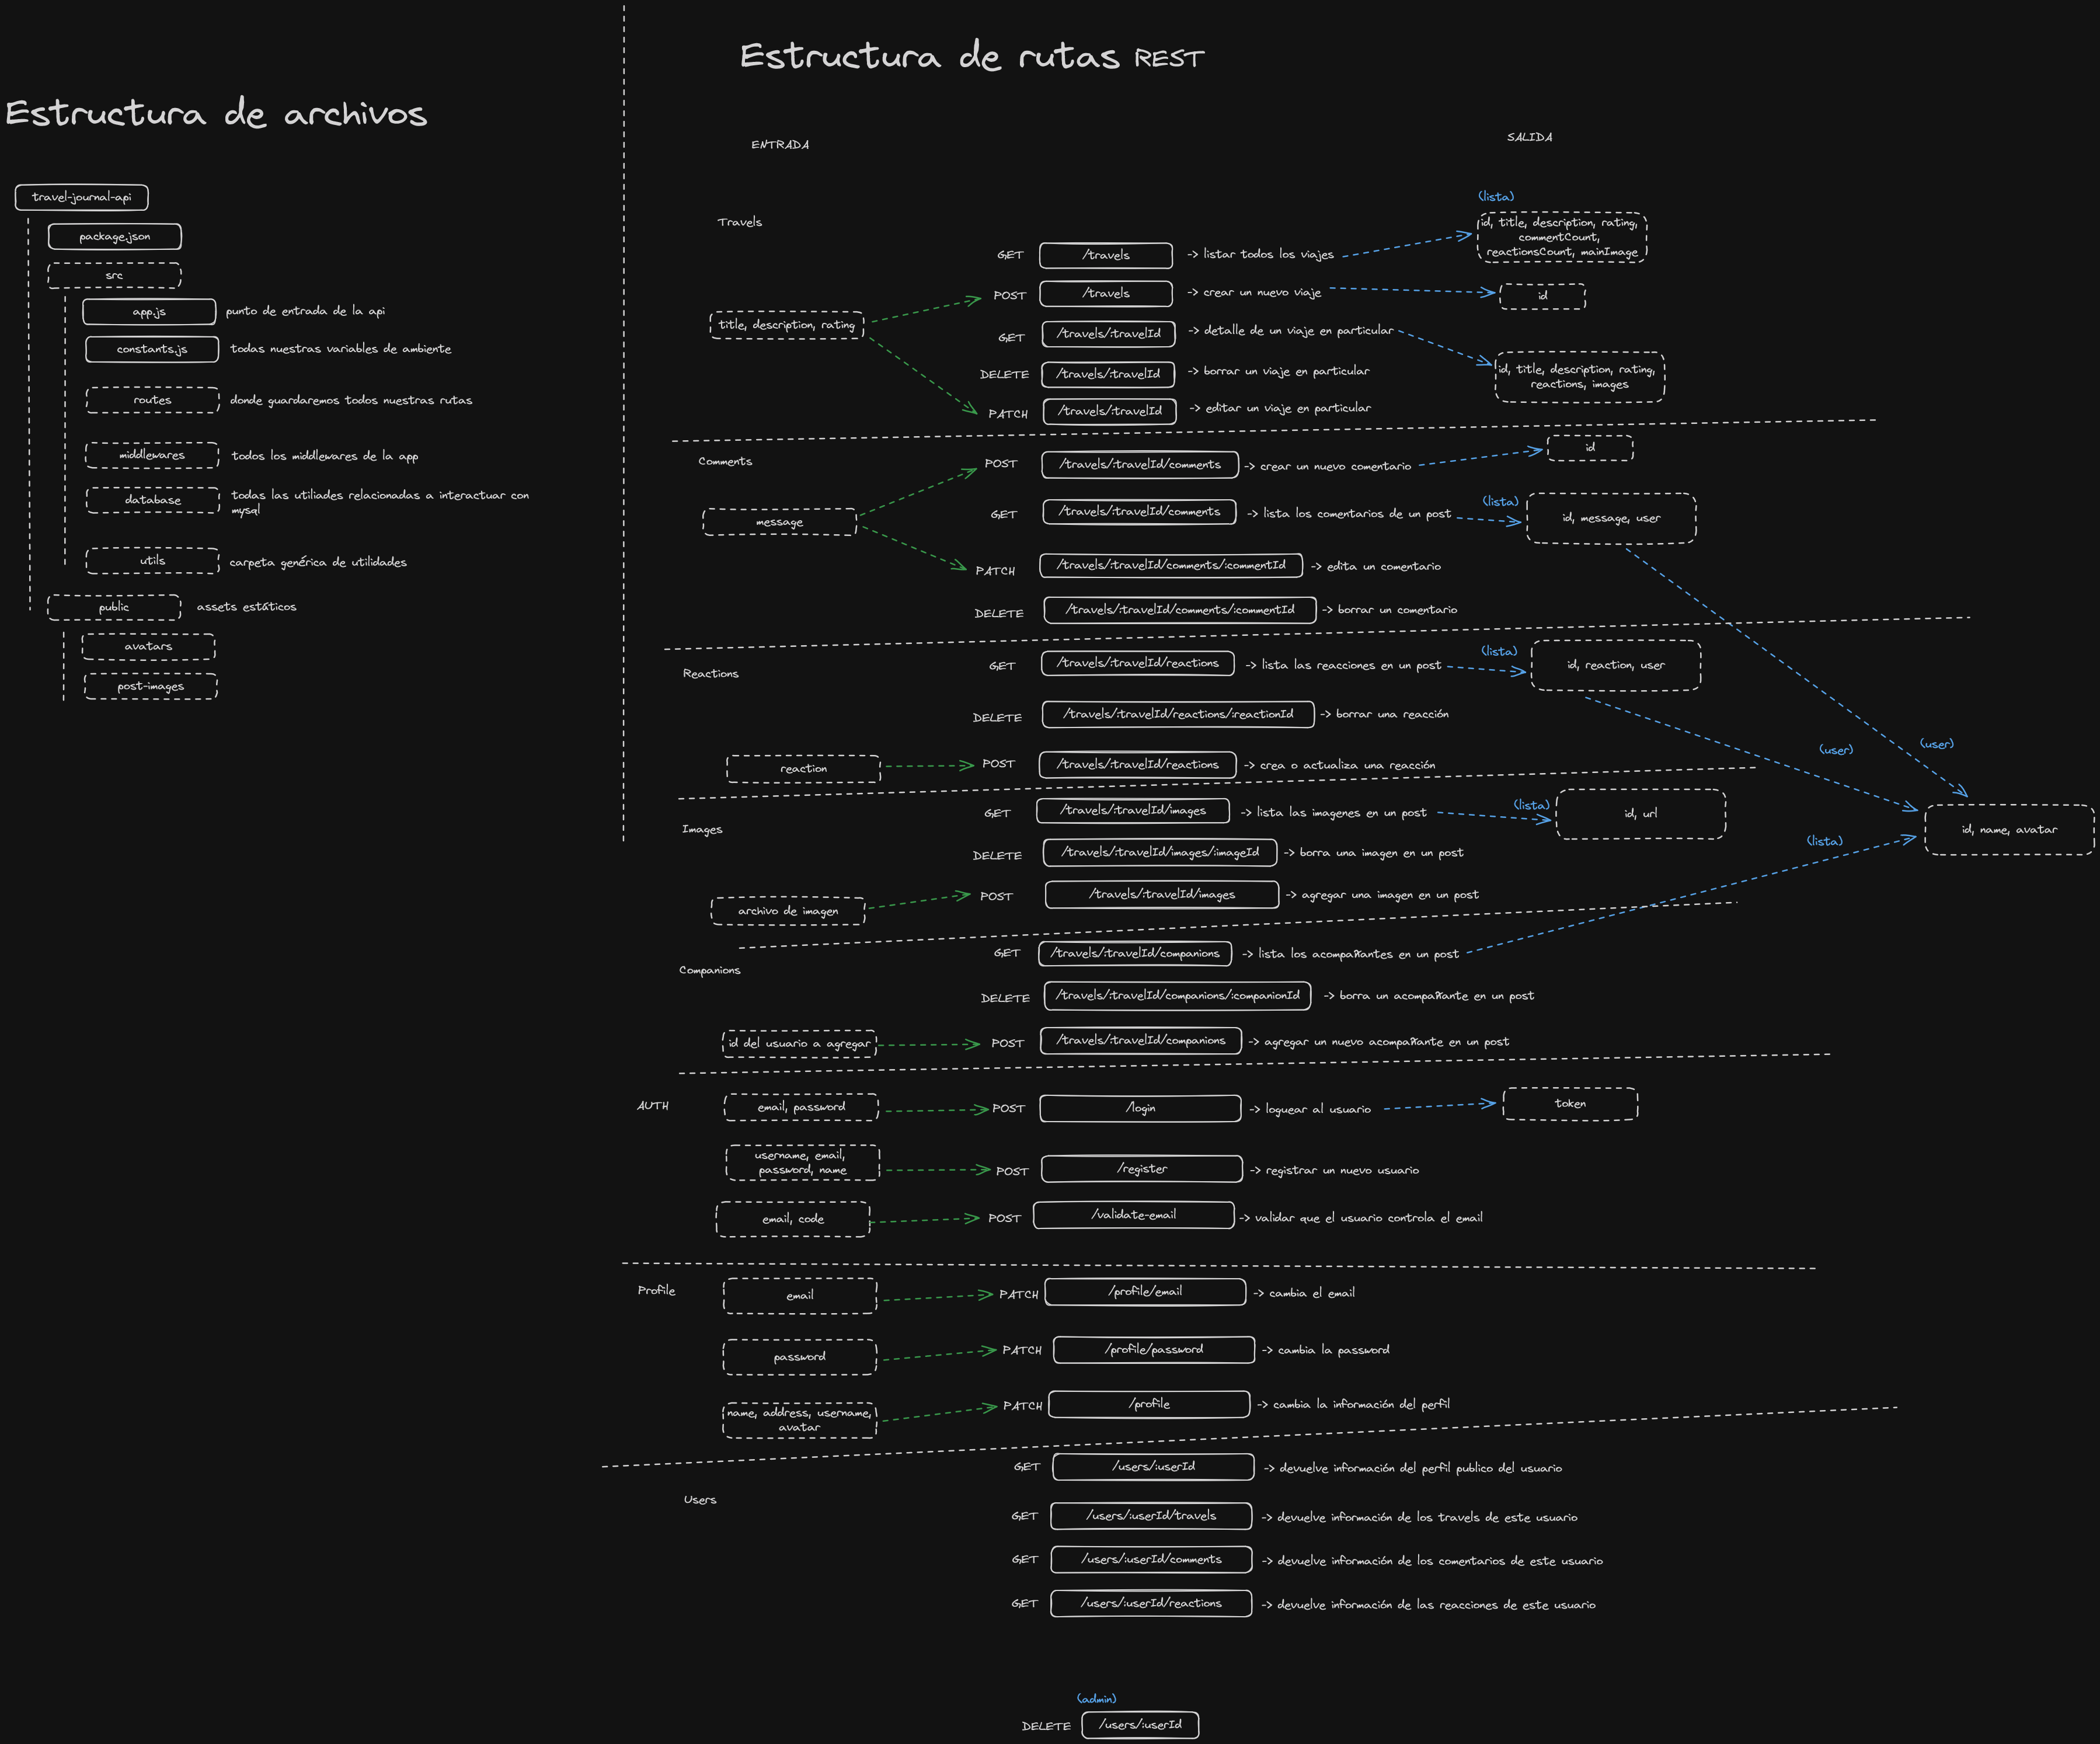 Estructura de archivos
travel-journal-api
package.json
src
app.js punto de entrada de la api
constants.js todas nuestras variables de ambiente
routes donde guardaremos todos nuestras rutas
middlewares todos los middlewares de la app
database todas las utiliades relacionadas a interactuar con
mysql
utils carpeta genérica de utilidades
public assets estáticos
avatars
post-images
Estructura de rutas REST
ENTRADA
SALIDA
Travels
GET /travels -> listar todos los viajes
(lista)
id, title, description, rating,
commentCount,
reactionsCount, mainImage
title, description, rating
POST /travels -> crear un nuevo viaje
id
GET /travels/:travelId -> detalle de un viaje en particular
id, title, description, rating,
reactions, images
DELETE /travels/:travelId -> borrar un viaje en particular
PATCH /travels/:travelId -> editar un viaje en particular
Comments
message
POST /travels/:travelId/comments -> crear un nuevo comentario
id
GET /travels/:travelId/comments -> lista los comentarios de un post
(lista)
id, message, user
PATCH /travels/:travelId/comments/:commentId -> edita un comentario
DELETE /travels/:travelId/comments/:commentId -> borrar un comentario
Reactions
GET /travels/:travelId/reactions -> lista las reacciones en un post
(lista)
id, reaction, user
DELETE /travels/:travelId/reactions/:reactionId -> borrar una reacción
reaction
POST /travels/:travelId/reactions -> crea o actualiza una reacción
(user)
(user)
id, name, avatar
(lista)
Images
GET /travels/:travelId/images -> lista las imagenes en un post
(lista)
id, url
DELETE /travels/:travelId/images/:imageId -> borra una imagen en un post
archivo de imagen
POST /travels/:travelId/images -> agregar una imagen en un post
Companions
GET /travels/:travelId/companions -> lista los acompañantes en un post
DELETE /travels/:travelId/companions/:companionId -> borra un acompañante en un post
id del usuario a agregar
POST /travels/:travelId/companions -> agregar un nuevo acompañante en un post
AUTH
email, password
POST /login -> loguear al usuario
token
username, email,
password, name
POST /register -> registrar un nuevo usuario
email, code
POST /validate-email -> validar que el usuario controla el email
Profile
email
PATCH /profile/email -> cambia el email
password
PATCH /profile/password -> cambia la password
name, address, username,
avatar
PATCH /profile -> cambia la información del perfil
Users
GET /users/:userId -> devuelve información del perfil publico del usuario
GET /users/:userId/travels -> devuelve información de los travels de este usuario
GET /users/:userId/comments -> devuelve información de los comentarios de este usuario
GET /users/:userId/reactions -> devuelve información de las reacciones de este usuario
(admin)
DELETE /users/:userId